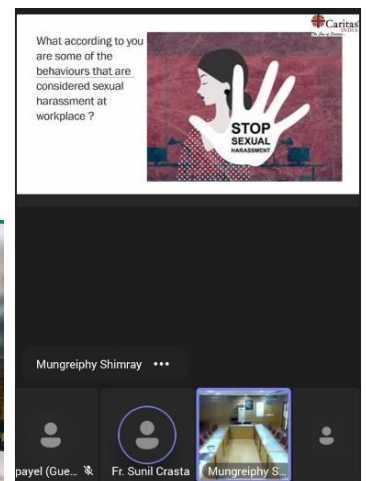 Caritas
INDIA
What according to you
are some of the
behaviours that are
considered sexual
harassment at
workplace ?
STOP
SEXUAL
HARASSMENT
Mungreiphy Shimray •••
payel (Gue...
Fr. Sunil Crasta
Mungreiphy S...